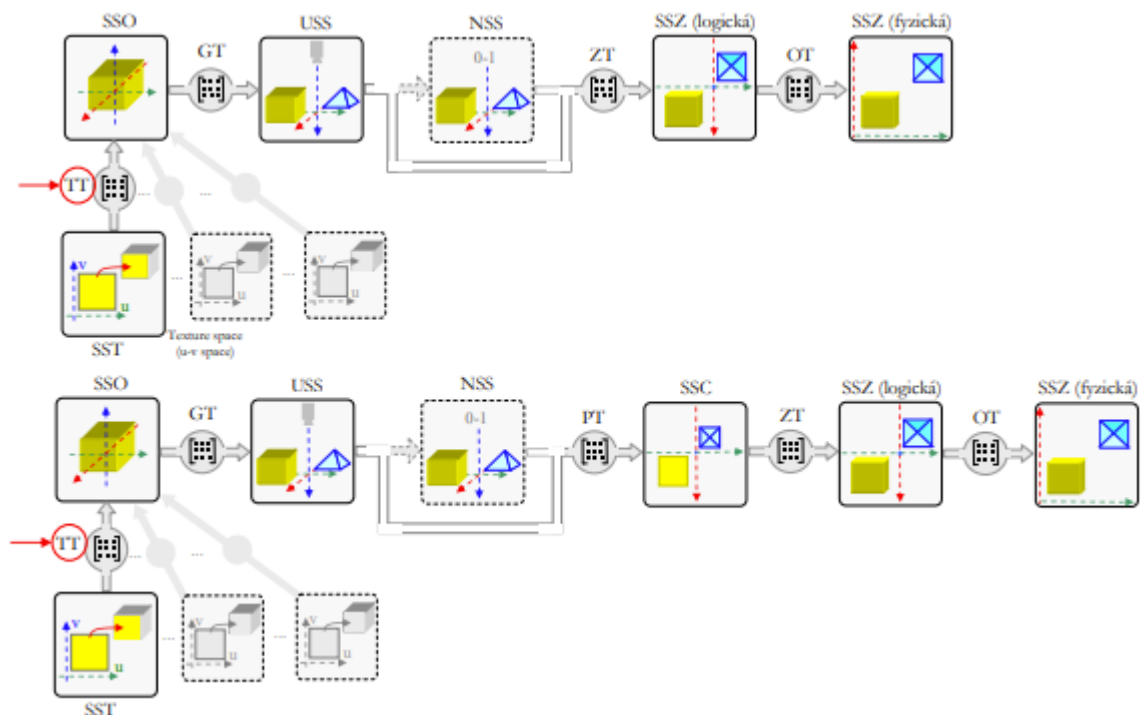 SSO USS NSS SSZ (logická) SSZ (fyzická)
GT ZT OT
0-1
TT
... ...
v
... ...
v v
u u u
Texture space
(u-v space)
SST
SSO USS NSS SSC SSZ (logická) SSZ (fyzická)
GT PT ZT OT
0-1
TT
... ...
v
... ...
v v
u u u
SST